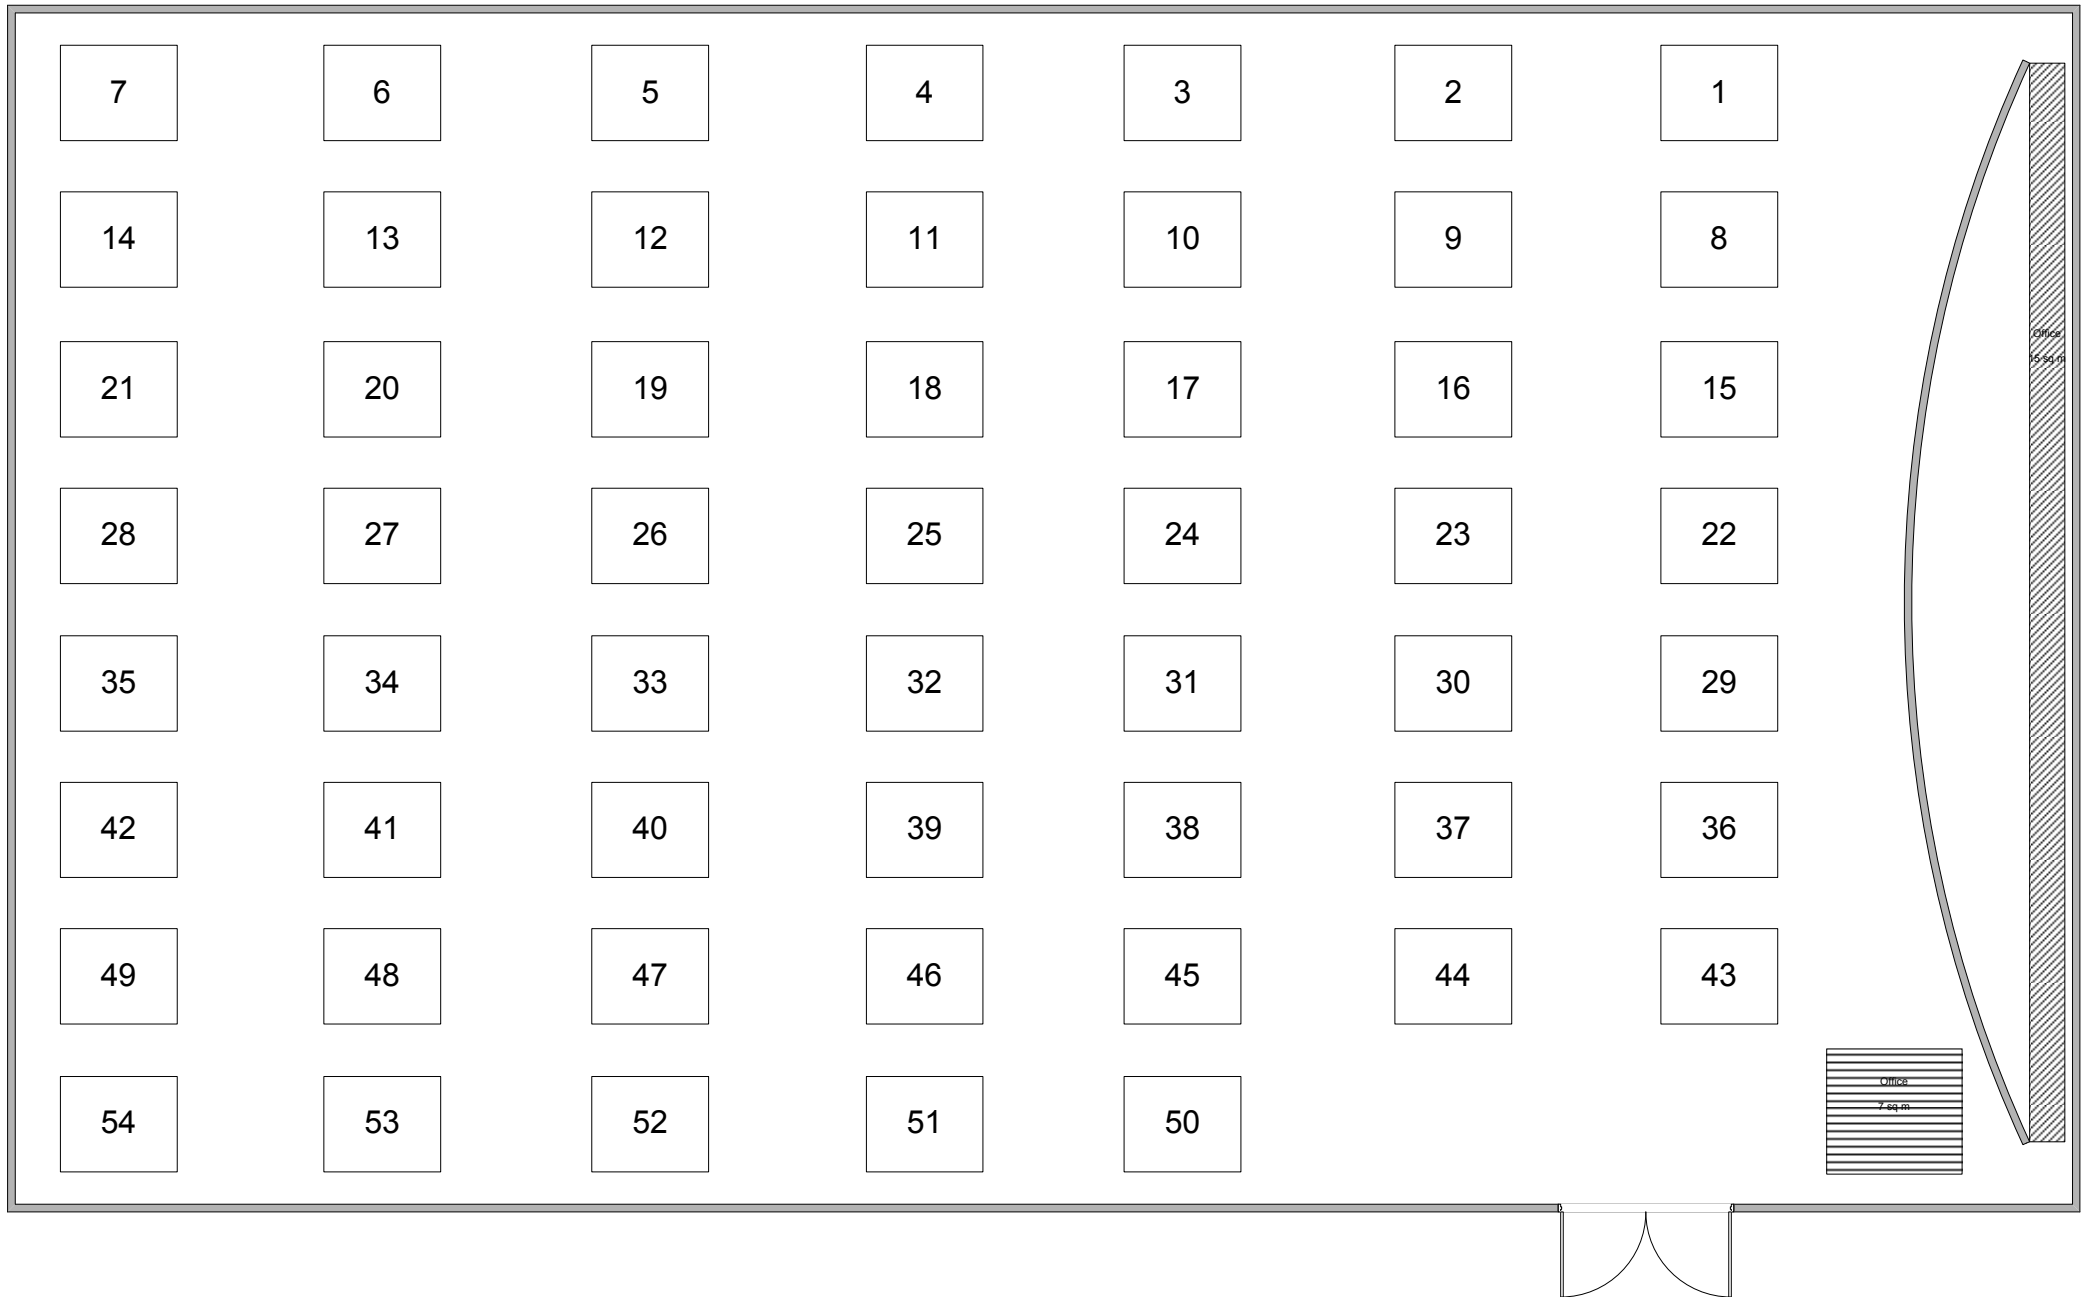 7 6 5 4 3 2 1
14 13 12 11 10 9 8
Office
15 sq m
21 20 19 18 17 16 15
28 27 26 25 24 23 22
35 34 33 32 31 30 29
42 41 40 39 38 37 36
49 48 47 46 45 44 43
Office
7 sq m
54 53 52 51 50